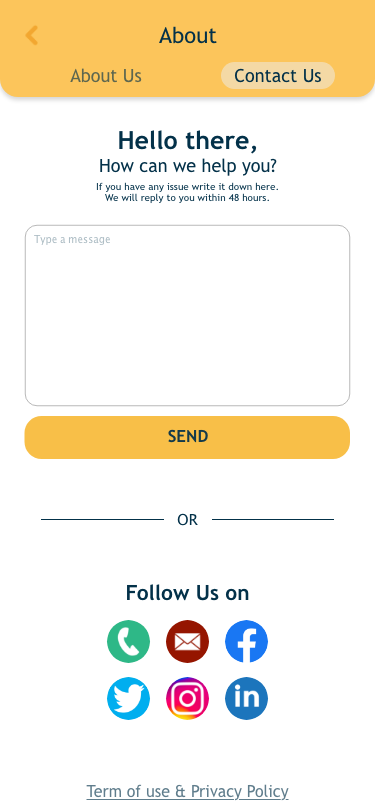 About
About Us
Contact Us
Hello there,
How can we help you?
If you have any issue write it down here.
We will reply to you within 48 hours.
Type a message
SEND
OR
Follow Us on
in
Term of use & Privacy Policy